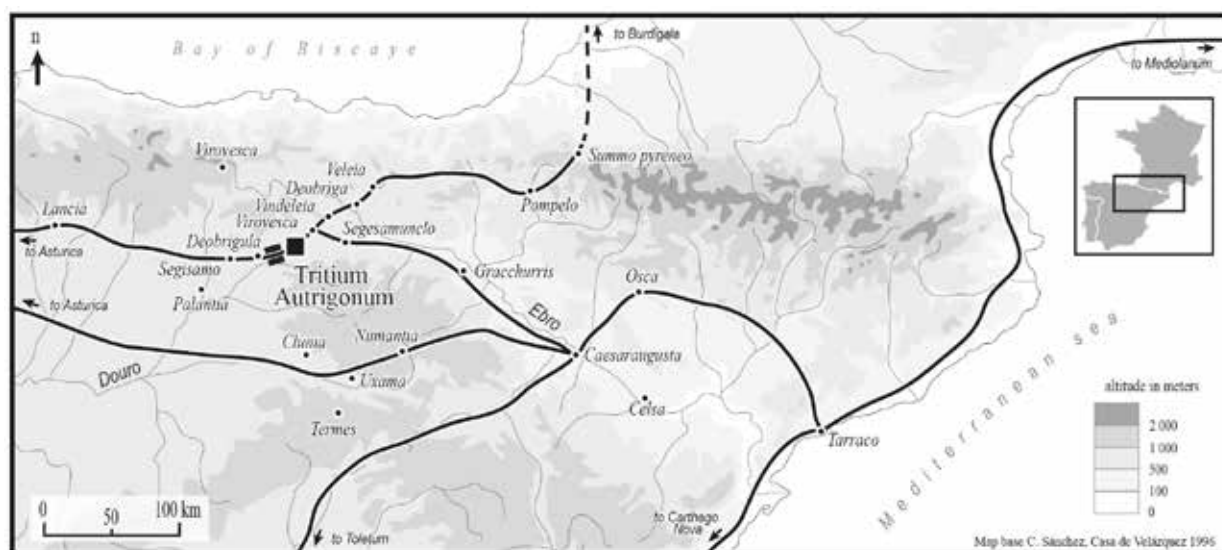 n
Bay of Biscaye
to Burdigala
to Mediolanum
Virovesca
Summo pyreneo
Veleia
Deobriga
Vindeleia
Virovesca
Pompelo
Lancia
Segesamunclo
Deobrigula
to Asturica
Segisamo
Tritium
Autrigonum
Gracchurris
Osca
Palantia
to Asturica
Ebro
Numantia
Clunia
Caesaraugusta
Douro
Uxama
Celsa
Termes
Tarraco
Mediterranean sea
altitude in meters
2 000
1 000
500
100
0
0 50 100 km
to Toletum
to Carthago
Nova
Map base C. Sánchez, Casa de Velázquez 1996